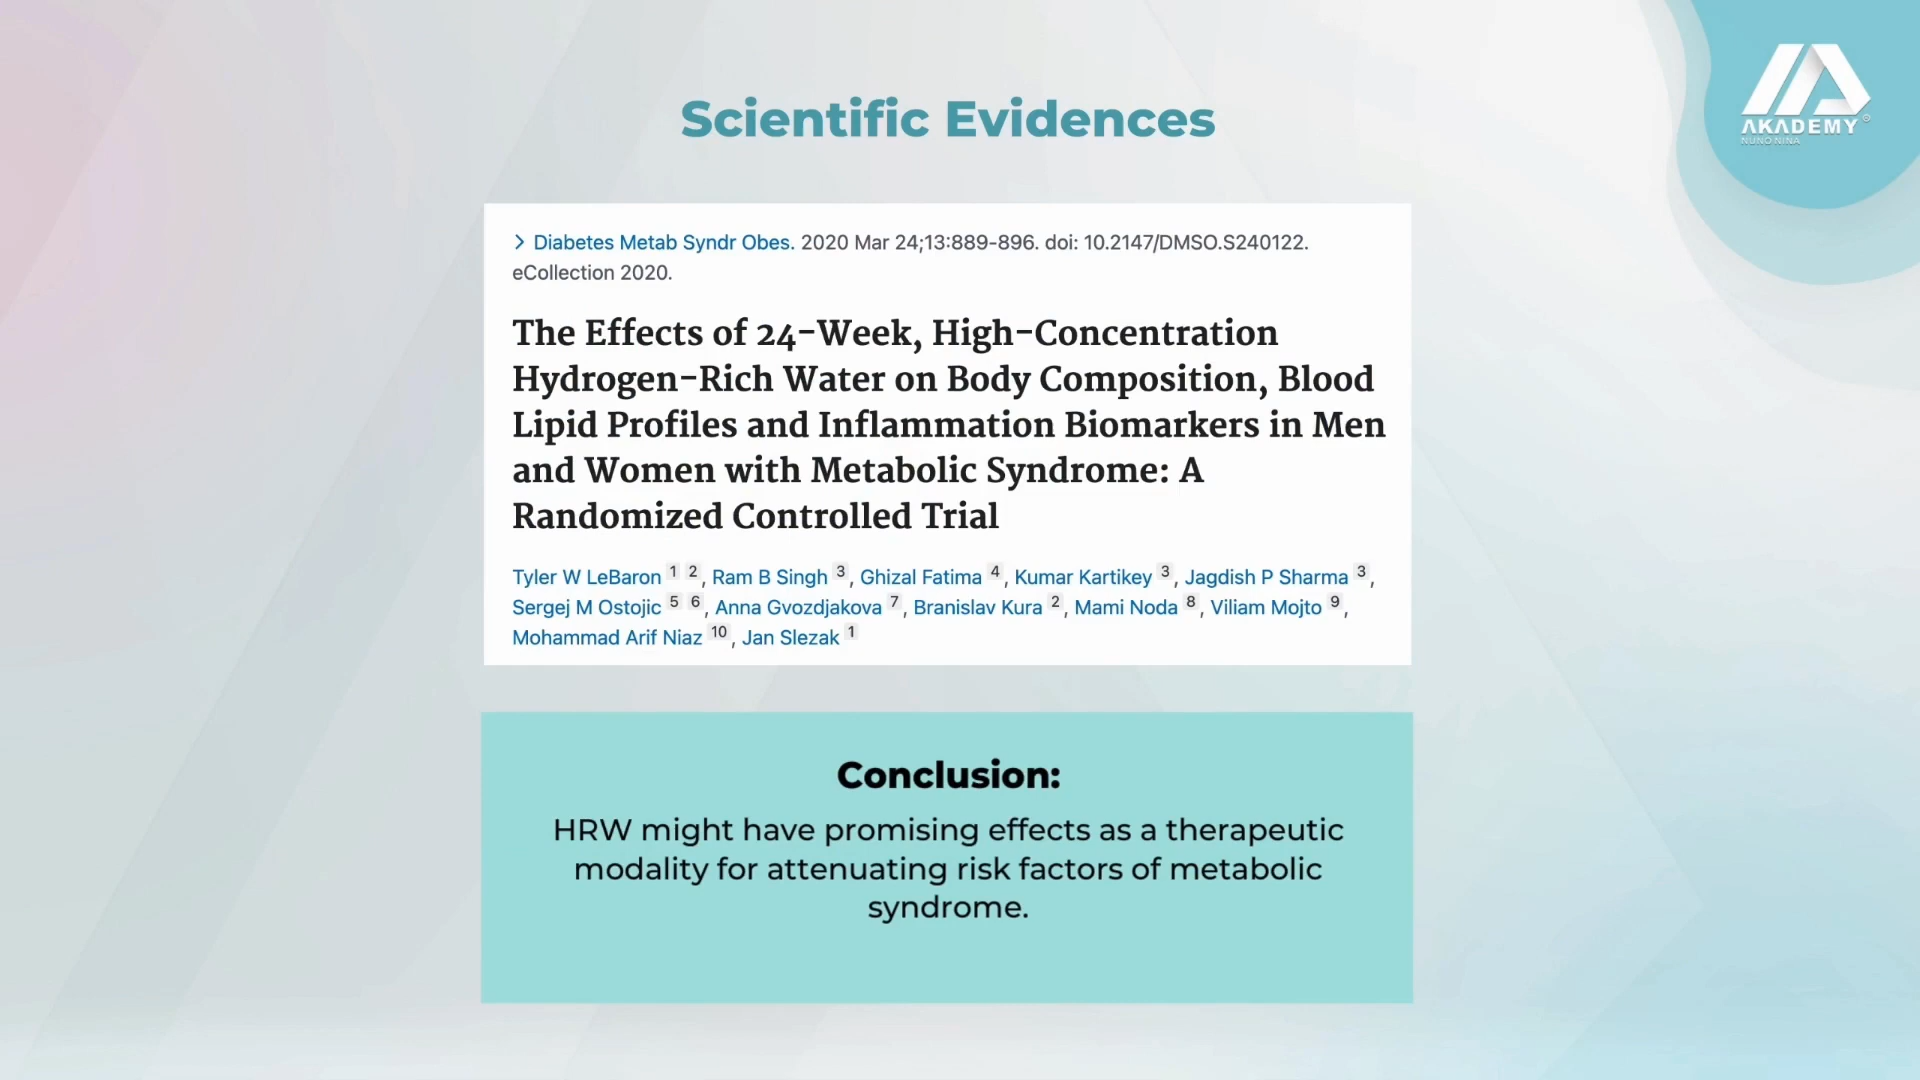 AKADEMY®
NUNO NINA
Scientific Evidences
> Diabetes Metab Syndr Obes. 2020 Mar 24;13:889-896. doi: 10.2147/DMSO.S240122.
eCollection 2020.
The Effects of 24-Week, High-Concentration
Hydrogen-Rich Water on Body Composition, Blood
Lipid Profiles and Inflammation Biomarkers in Men
and Women with Metabolic Syndrome: A
Randomized Controlled Trial
Tyler W LeBaron 1 2, Ram B Singh 3, Ghizal Fatima 4, Kumar Kartikey 3, Jagdish P Sharma 3,
Sergej M Ostojic 5 6, Anna Gvozdjakova 7, Branislav Kura 2, Mami Noda 8, Viliam Mojto 9,
Mohammad Arif Niaz 10, Jan Slezak 1
Conclusion:
HRW might have promising effects as a therapeutic
modality for attenuating risk factors of metabolic
syndrome.